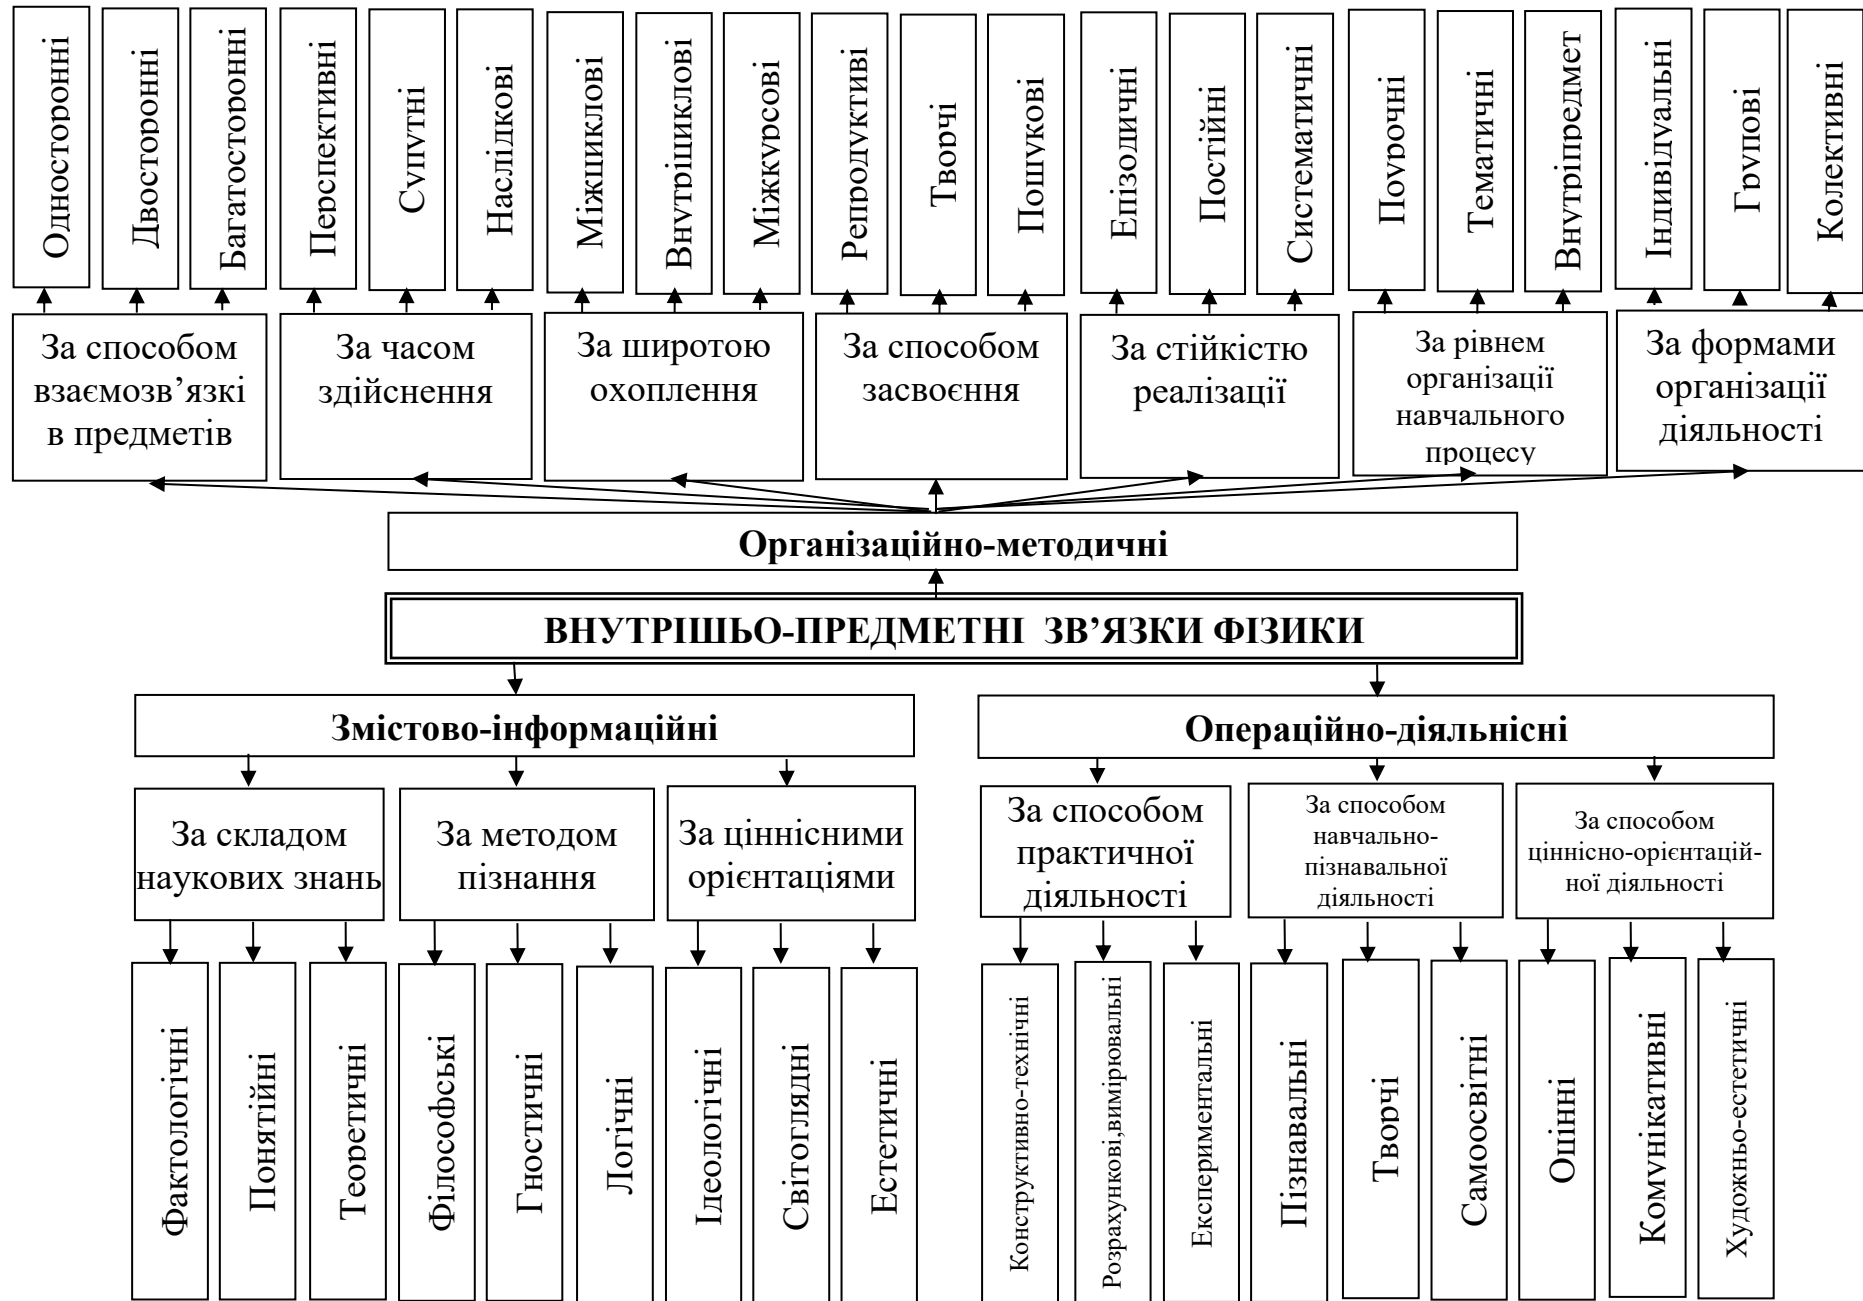 Односторонні
Двосторонні
Багатосторонні
Перспективні
Супутні
Наслідкові
Міжциклові
Внутріциклові
Міжкурсові
Репродуктиві
Творчі
Пошукові
Епізодичні
Постійні
Систематичні
Поурочні
Тематичні
Внутріпредмет
Індивідуальні
Групові
Колективні
За способом
взаємозв’язкі
в предметів
За часом
здійснення
За широтою
охоплення
За способом
засвоєння
За стійкістю
реалізації
За рівнем
організації
навчального
процесу
За формами
організації
діяльності
Організаційно-методичні
ВНУТРІШЬО-ПРЕДМЕТНІ ЗВ’ЯЗКИ ФІЗИКИ
Змістово-інформаційні
Операційно-діяльнісні
За складом
наукових знань
За методом
пізнання
За ціннісними
орієнтаціями
За способом
практичної
діяльності
За способом
навчально-
пізнавальної
діяльності
За способом
ціннісно-орієнтацій-
ної діяльності
Фактологічні
Понятійні
Теоретичні
Філософські
Гностичні
Логічні
Ідеологічні
Світоглядні
Естетичні
Конструктивно-технічні
Розрахункові,вимірювальні
Експериментальні
Пізнавальні
Творчі
Самоосвітні
Оцінні
Комунікативні
Художньо-естетичні